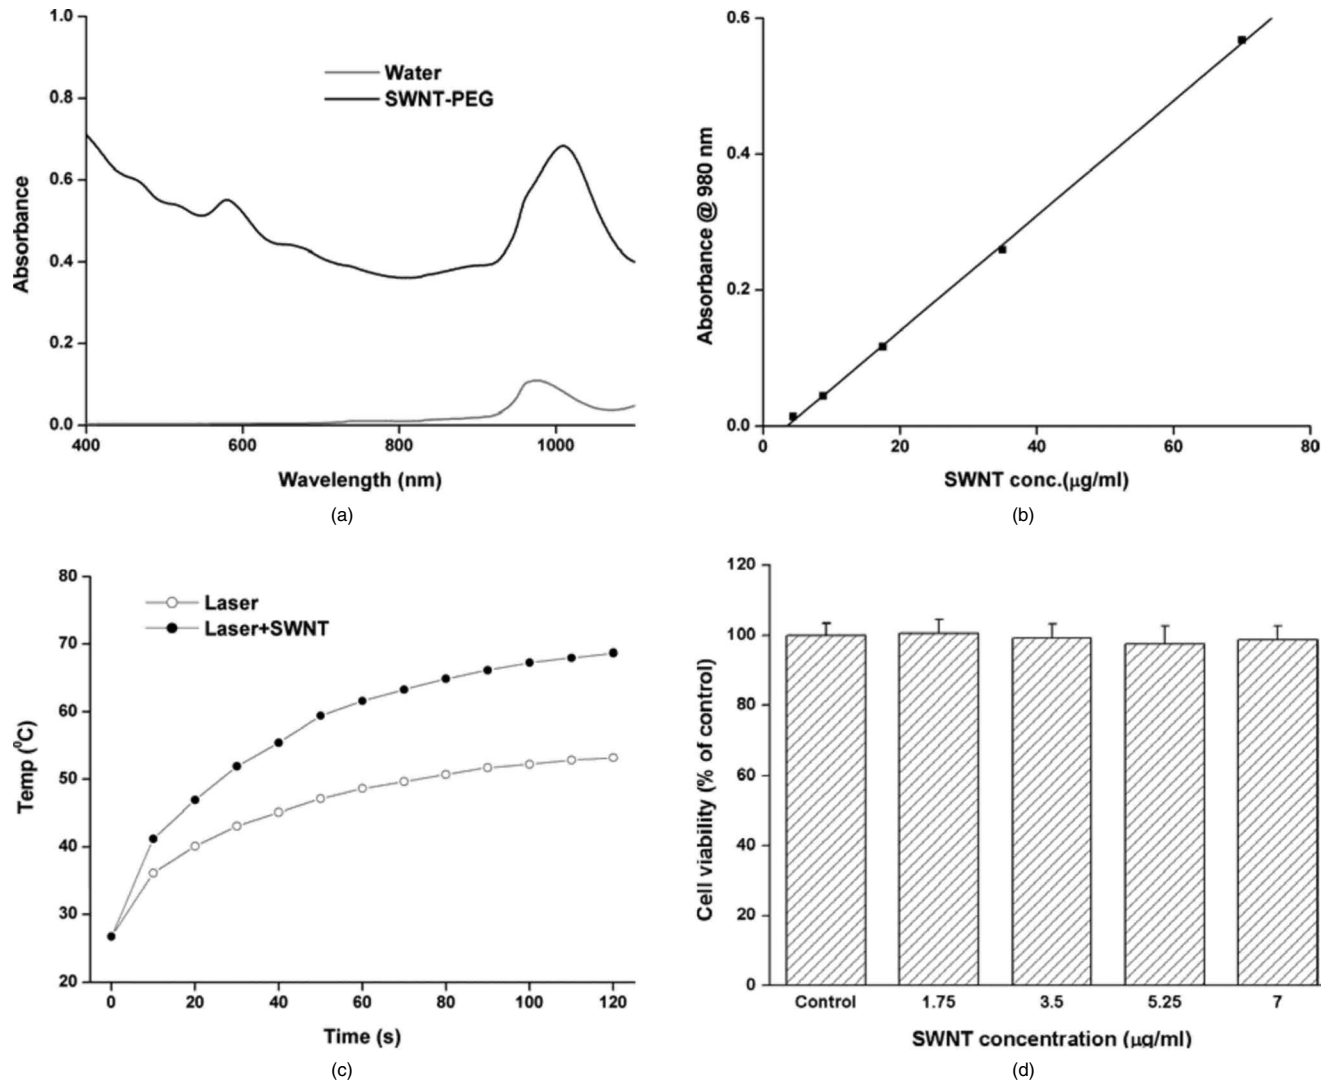 1.0
0.8
0.6
0.4
0.2
0.0
Absorbance
Water
SWNT-PEG
400 600 800 1000
Wavelength (nm)
(a)
0.6
0.4
0.2
0.0
Absorbance @ 980 nm
0 20 40 60 80
SWNT conc.(μg/ml)
(b)
80
70
60
50
40
30
20
Temp (⁰C)
Laser
Laser+SWNT
0 20 40 60 80 100 120
Time (s)
(c)
120
100
80
60
40
20
0
Cell viability (% of control)
Control 1.75 3.5 5.25 7
SWNT concentration (μg/ml)
(d)